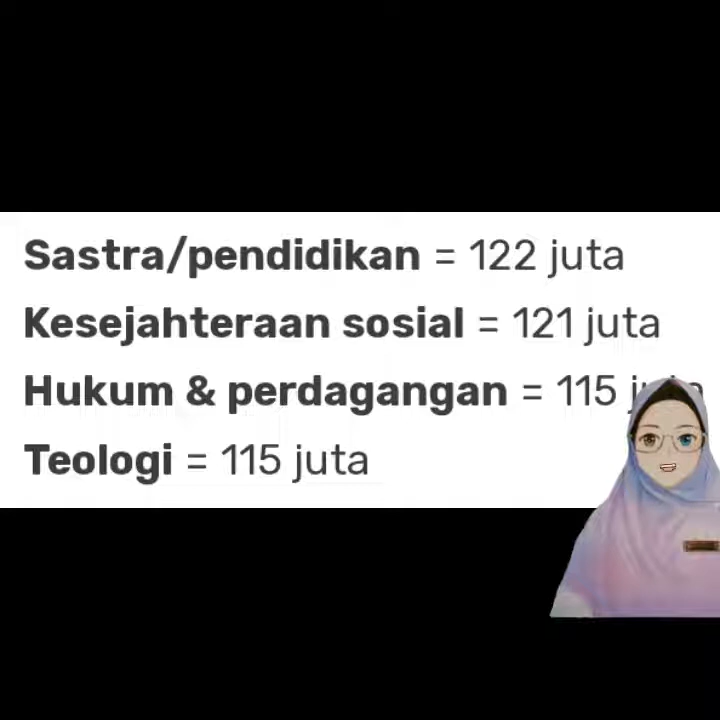 Sastra/pendidikan = 122 juta
Kesejahteraan sosial = 121 juta
Hukum & perdagangan = 115
Teologi = 115 juta